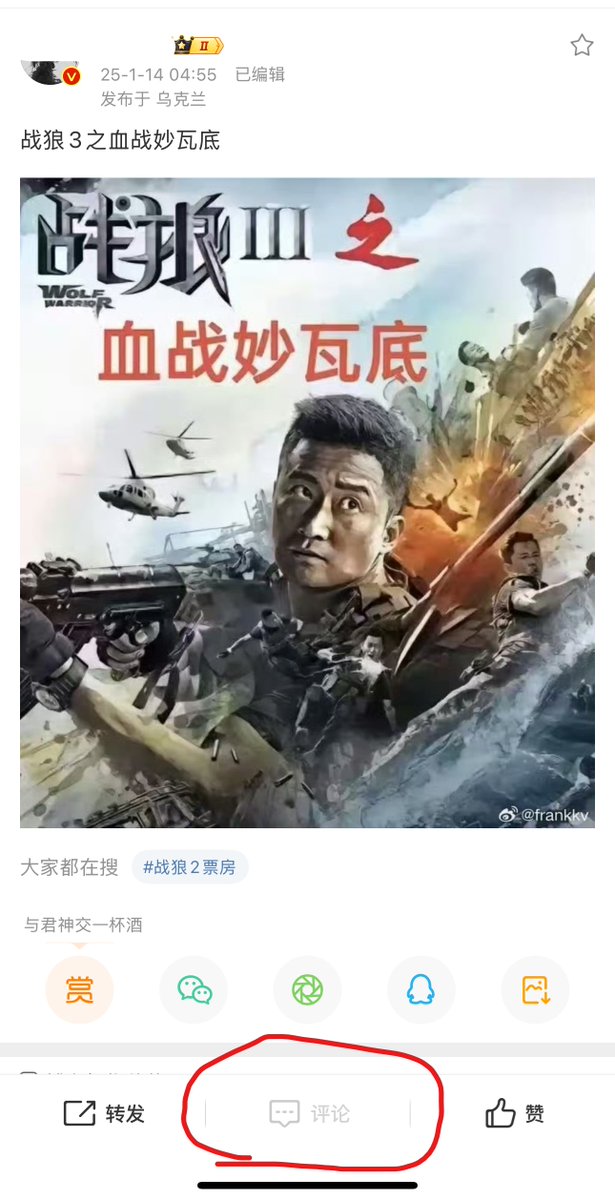 II
25-1-14 04:55 已编辑
发布于 乌克兰
战狼3之血战妙瓦底
战狼III之
WOLF
WARRIOR
血战妙瓦底
@frankkv
大家都在搜 #战狼2票房
与君神交一杯酒
赏
转发 评论 赞